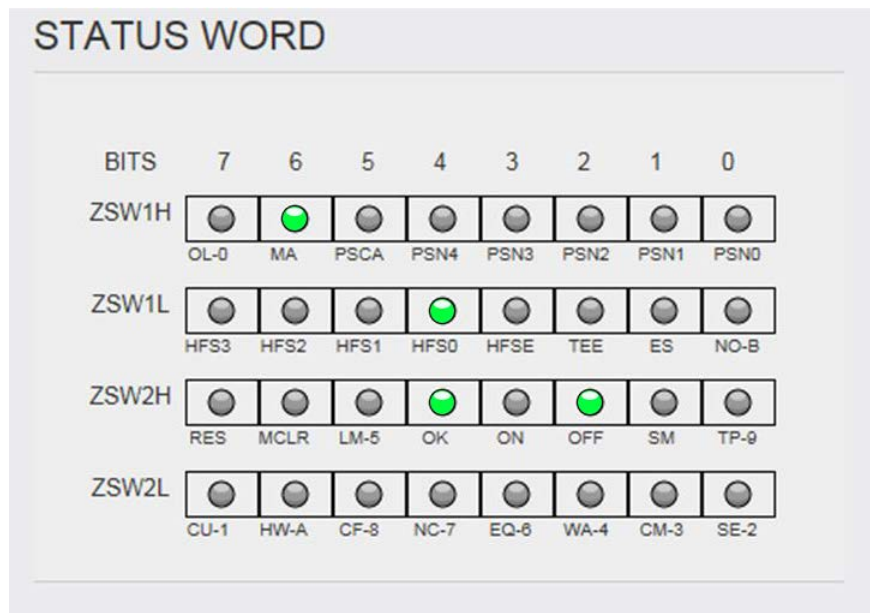 STATUS WORD
BITS 7 6 5 4 3 2 1 0
ZSW1H
OL-0 MA PSCA PSN4 PSN3 PSN2 PSN1 PSN0
ZSW1L
HFS3 HFS2 HFS1 HFS0 HFSE TEE ES NO-B
ZSW2H
RES MCLR LM-5 OK ON OFF SM TP-9
ZSW2L
CU-1 HW-A CF-8 NC-7 EQ-6 WA-4 CM-3 SE-2